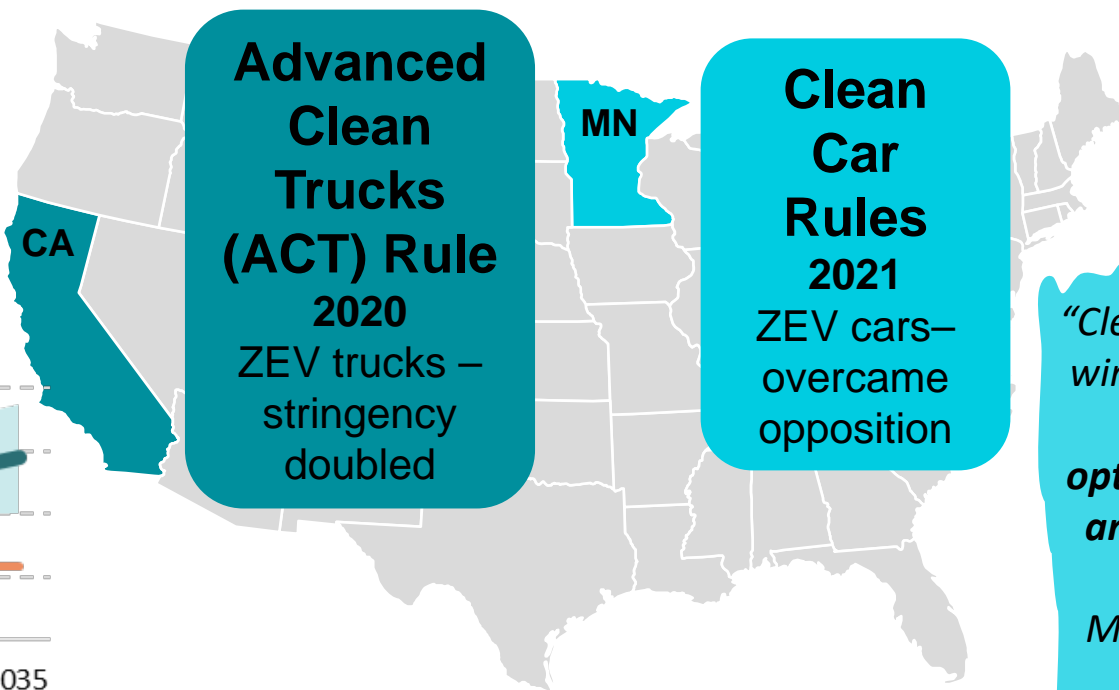 Advanced
Clean
Trucks
(ACT) Rule
2020
ZEV trucks –
stringency
doubled
MN
Clean
Car
Rules
2021
ZEV cars–
overcame
opposition
CA
035